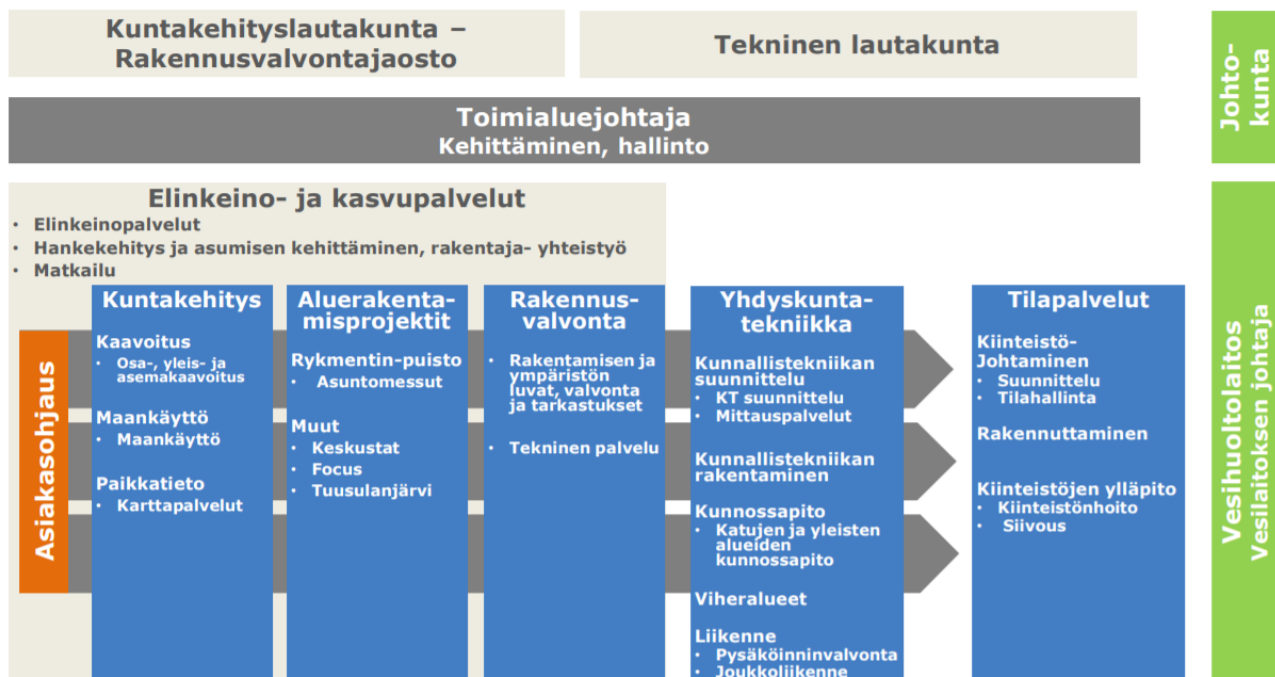 Kuntakehityslautakunta –
Rakennusvalvontajaosto
Tekninen lautakunta
Johto-
kunta
Toimialuejohtaja
Kehittäminen, hallinto
Elinkeino- ja kasvupalvelut
• Elinkeinopalvelut
• Hankekehitys ja asumisen kehittäminen, rakentaja- yhteistyö
• Matkailu
Asiakasohjaus
Kuntakehitys
Kaavoitus
• Osa-, yleis- ja
asemakaavoitus
Maankäyttö
• Maankäyttö
Paikkatieto
• Karttapalvelut
Aluerakenta-
misprojektit
Rykmentin-puisto
• Asuntomessut
Muut
• Keskustat
• Focus
• Tuusulanjärvi
Rakennus-
valvonta
• Rakentamisen ja
ympäristön
luvat, valvonta
ja tarkastukset
• Tekninen palvelu
Yhdyskunta-
tekniikka
Kunnallistekniikan
suunnittelu
• KT suunnittelu
• Mittauspalvelut
Kunnallistekniikan
rakentaminen
Kunnossapito
• Katujen ja yleisten
alueiden
kunnossapito
Viheralueet
Liikenne
• Pysäköinninvalvonta
• Joukkoliikenne
Tilapalvelut
Kiinteistö-
Johtaminen
• Suunnittelu
• Tilahallinta
Rakennuttaminen
Kiinteistöjen ylläpito
• Kiinteistönhoito
• Siivous
Vesihuoltolaitos
Vesilaitoksen johtaja